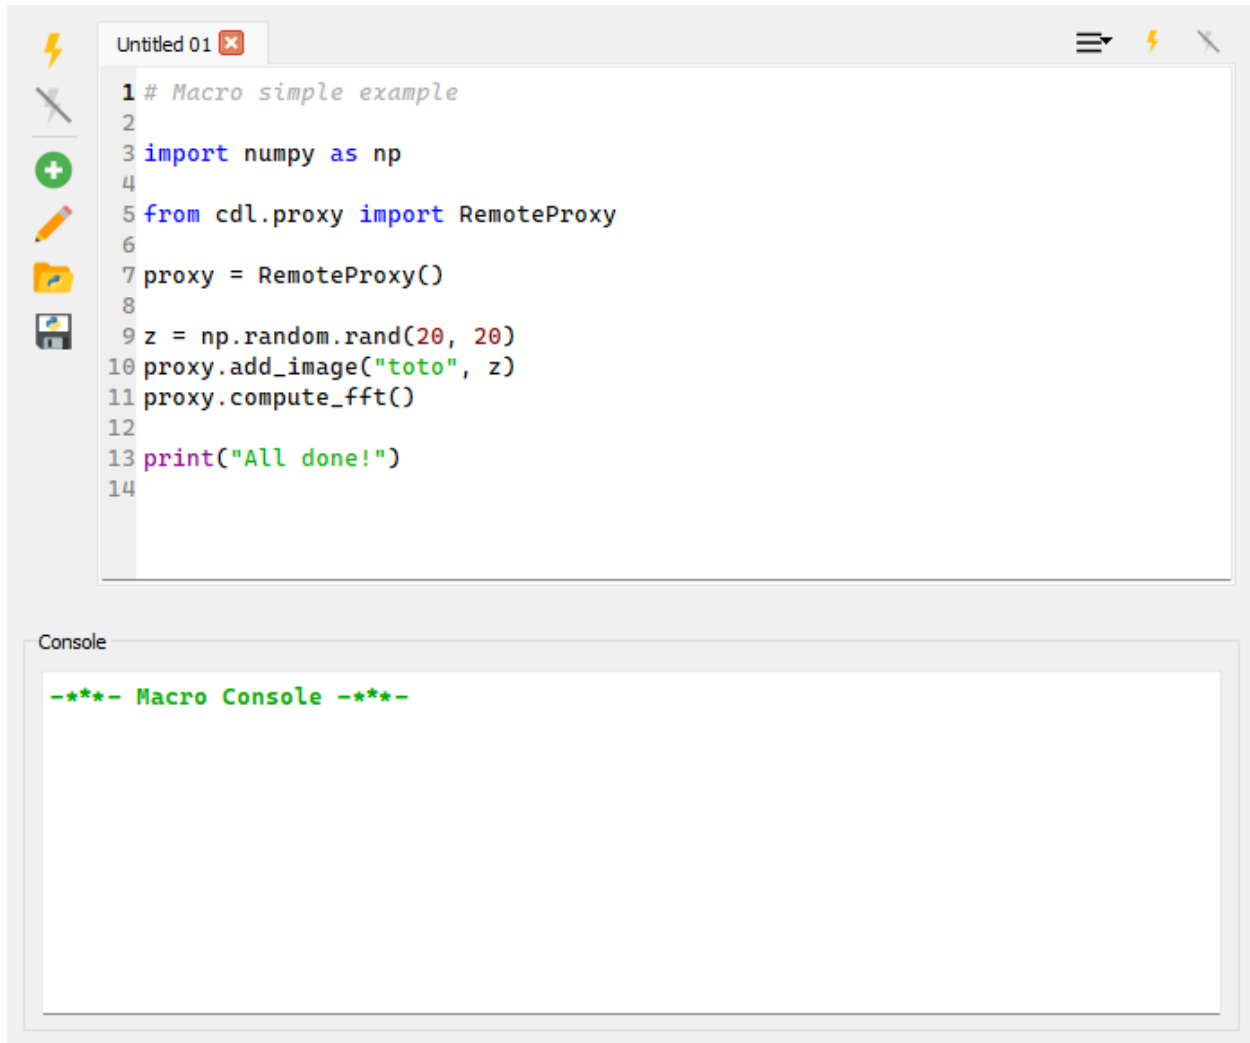 Untitled 01
1 # Macro simple example
2
3 import numpy as np
4
5 from cdl.proxy import RemoteProxy
6
7 proxy = RemoteProxy()
8
9 z = np.random.rand(20, 20)
10 proxy.add_image("toto", z)
11 proxy.compute_fft()
12
13 print("All done!")
14
Console
-***- Macro Console -***-